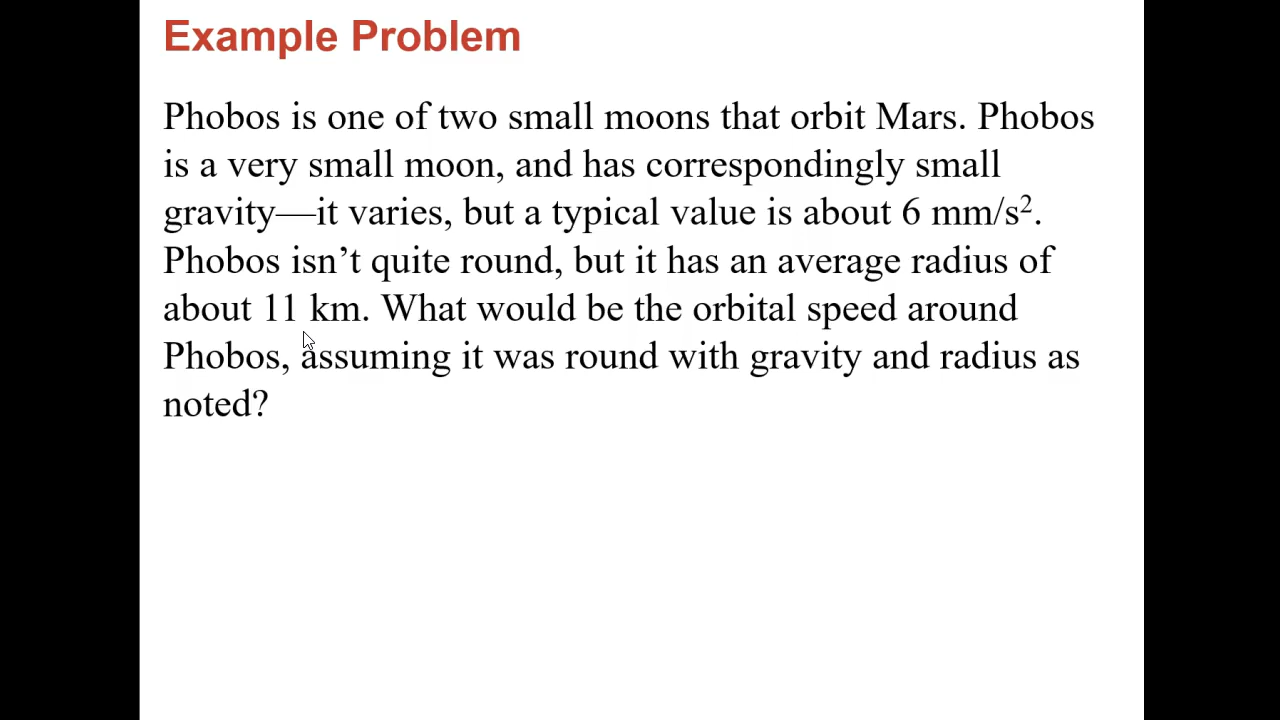 Example Problem
Phobos is one of two small moons that orbit Mars. Phobos
is a very small moon, and has correspondingly small
gravity—it varies, but a typical value is about 6 mm/s².
Phobos isn’t quite round, but it has an average radius of
about 11 km. What would be the orbital speed around
Phobos, assuming it was round with gravity and radius as
noted?